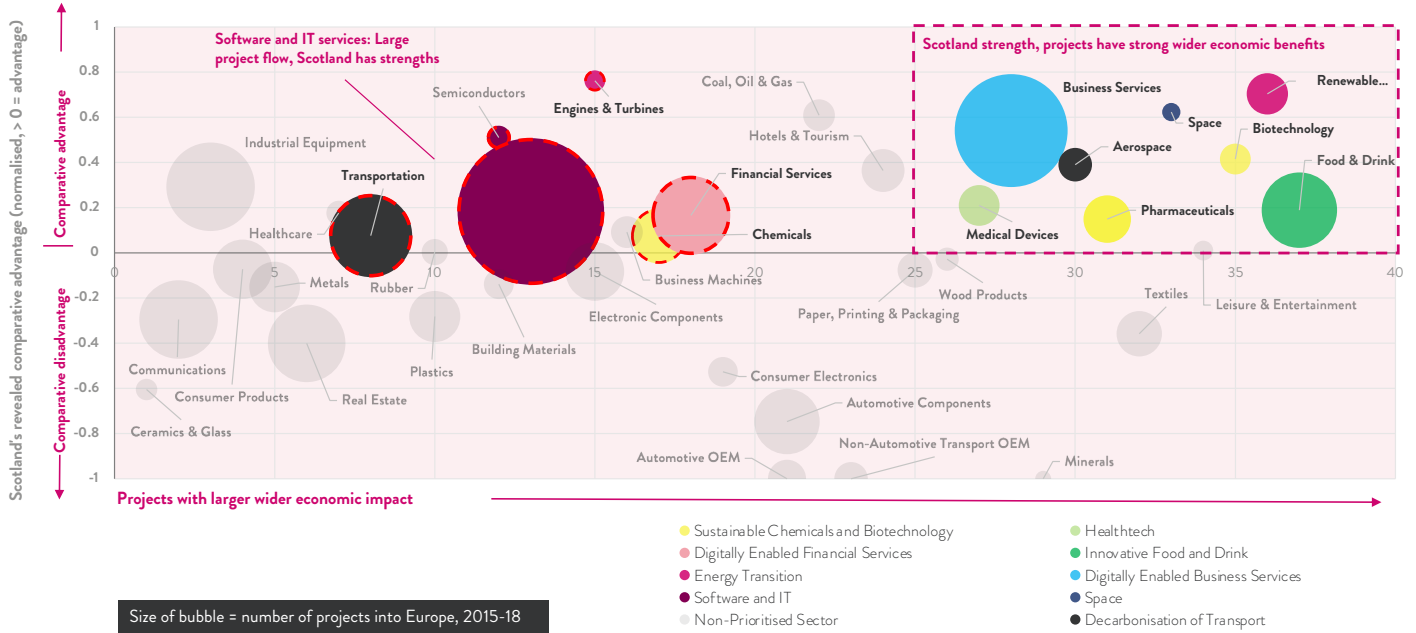 Scotland's revealed comparative advantage (normalised, > 0 = advantage)
Comparative advantage
Comparative disadvantage
1
0.8
0.6
0.4
0.2
0
-0.2
-0.4
-0.6
-0.8
-1
0
5
10
15
20
25
30
35
40
Software and IT services: Large
project flow, Scotland has strengths
Scotland strength, projects have strong wider economic benefits
Semiconductors
Engines & Turbines
Coal, Oil & Gas
Business Services
Renewable...
Space
Industrial Equipment
Hotels & Tourism
Biotechnology
Aerospace
Food & Drink
Transportation
Financial Services
Healthcare
Chemicals
Medical Devices
Pharmaceuticals
Metals
Rubber
Business Machines
Wood Products
Textiles
Leisure & Entertainment
Electronic Components
Paper, Printing & Packaging
Building Materials
Communications
Plastics
Consumer Electronics
Consumer Products
Real Estate
Automotive Components
Ceramics & Glass
Non-Automotive Transport OEM
Automotive OEM
Minerals
Projects with larger wider economic impact
Sustainable Chemicals and Biotechnology
Digitally Enabled Financial Services
Energy Transition
Software and IT
Non-Prioritised Sector
Healthtech
Innovative Food and Drink
Digitally Enabled Business Services
Space
Decarbonisation of Transport
Size of bubble = number of projects into Europe, 2015-18